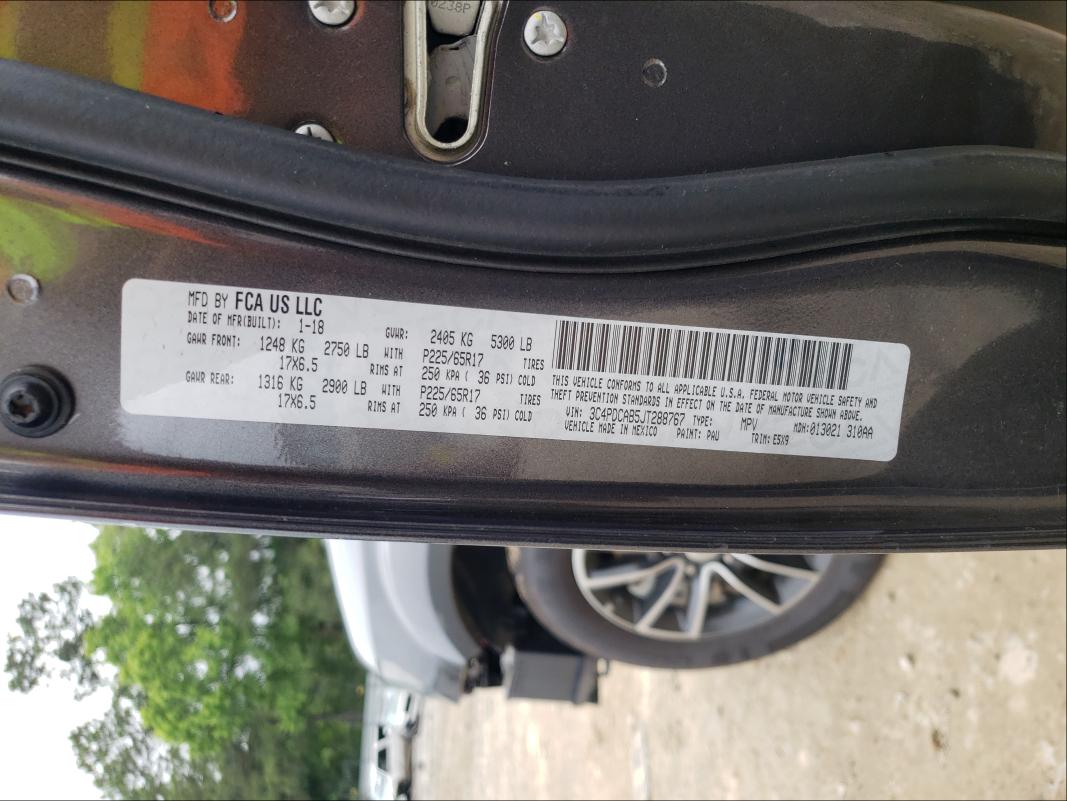 0238P
MFD BY FCA US LLC
DATE OF MFR(BUILT): 1-18 GVWR: 2405 KG 5300 LB
GAWR FRONT: 1248 KG 2750 LB WITH P225/65R17 TIRES
17X6.5 RIMS AT 250 KPA ( 36 PSI) COLD
GAWR REAR: 1316 KG 2900 LB WITH P225/65R17 TIRES
17X6.5 RIMS AT 250 KPA ( 36 PSI) COLD
THIS VEHICLE CONFORMS TO ALL APPLICABLE U.S.A. FEDERAL MOTOR VEHICLE SAFETY AND
THEFT PREVENTION STANDARDS IN EFFECT ON THE DATE OF MANUFACTURE SHOWN ABOVE.
VIN: 3C4PDCAB5JT288767 TYPE: MPV MDH:013021 310AA
VEHICLE MADE IN MEXICO PAINT: PAU TRIM: E5X9